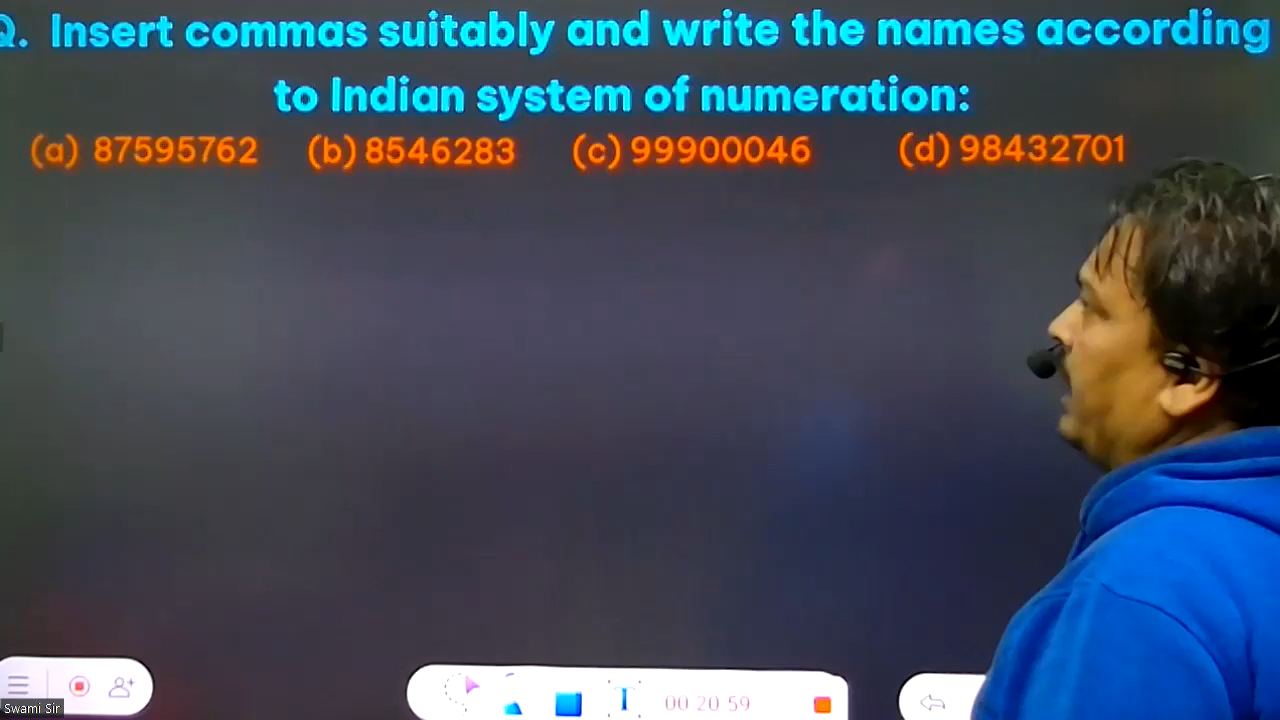 Q. Insert commas suitably and write the names according
to Indian system of numeration:
(a) 87595762 (b) 8546283 (c) 99900046 (d) 98432701
00 20 59
Swami Sir